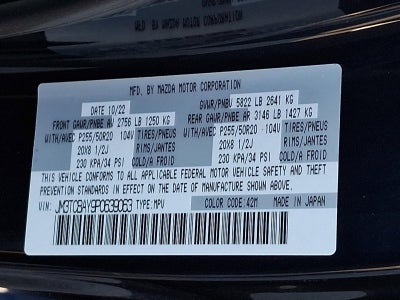 MFD. BY MAZDA MOTOR CORPORATION
DATE 10/22
GVWR/PNBV 5822 LB 2641 KG
FRONT GAWR/PNBE AV 2756 LB 1250 KG
REAR GAWR/PNBE AR 3146 LB 1427 KG
WITH/AVEC P255/50R20 104V TIRES/PNEUS
WITH/AVEC P255/50R20 104V TIRES/PNEUS
20X8 1/2J RIMS/JANTES
20X8 1/2J RIMS/JANTES
230 KPA/34 PSI COLD/A FROID
230 KPA/34 PSI COLD/A FROID
THIS VEHICLE CONFORMS TO ALL APPLICABLE FEDERAL MOTOR VEHICLE SAFETY AND THEFT
PREVENTION STANDARDS IN EFFECT ON THE DATE OF MANUFACTURE SHOWN ABOVE.
VIN: JM3TCBAY9P0639063 TYPE:MPV
COLOR CODE:42M
MADE IN JAPAN